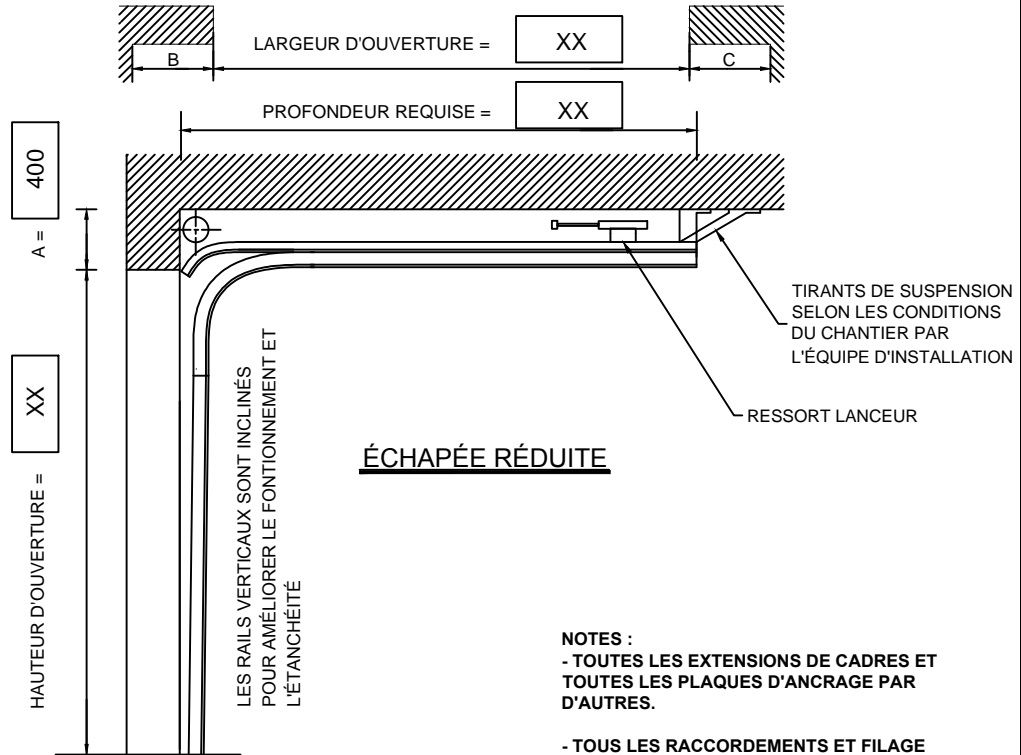 LARGEUR D'OUVERTURE =
XX
B
C
PROFONDEUR REQUISE =
XX
A =
400
HAUTEUR D'OUVERTURE =
XX
LES RAILS VERTICAUX SONT INCLINÉS
POUR AMÉLIORER LE FONTIONNEMENT ET
L'ÉTANCHÉITÉ
TIRANTS DE SUSPENSION
SELON LES CONDITIONS
DU CHANTIER PAR
L'ÉQUIPE D'INSTALLATION
RESSORT LANCEUR
ÉCHAPÉE RÉDUITE
NOTES :
- TOUTES LES EXTENSIONS DE CADRES ET
TOUTES LES PLAQUES D'ANCRAGE PAR
D'AUTRES.
- TOUS LES RACCORDEMENTS ET FILAGE